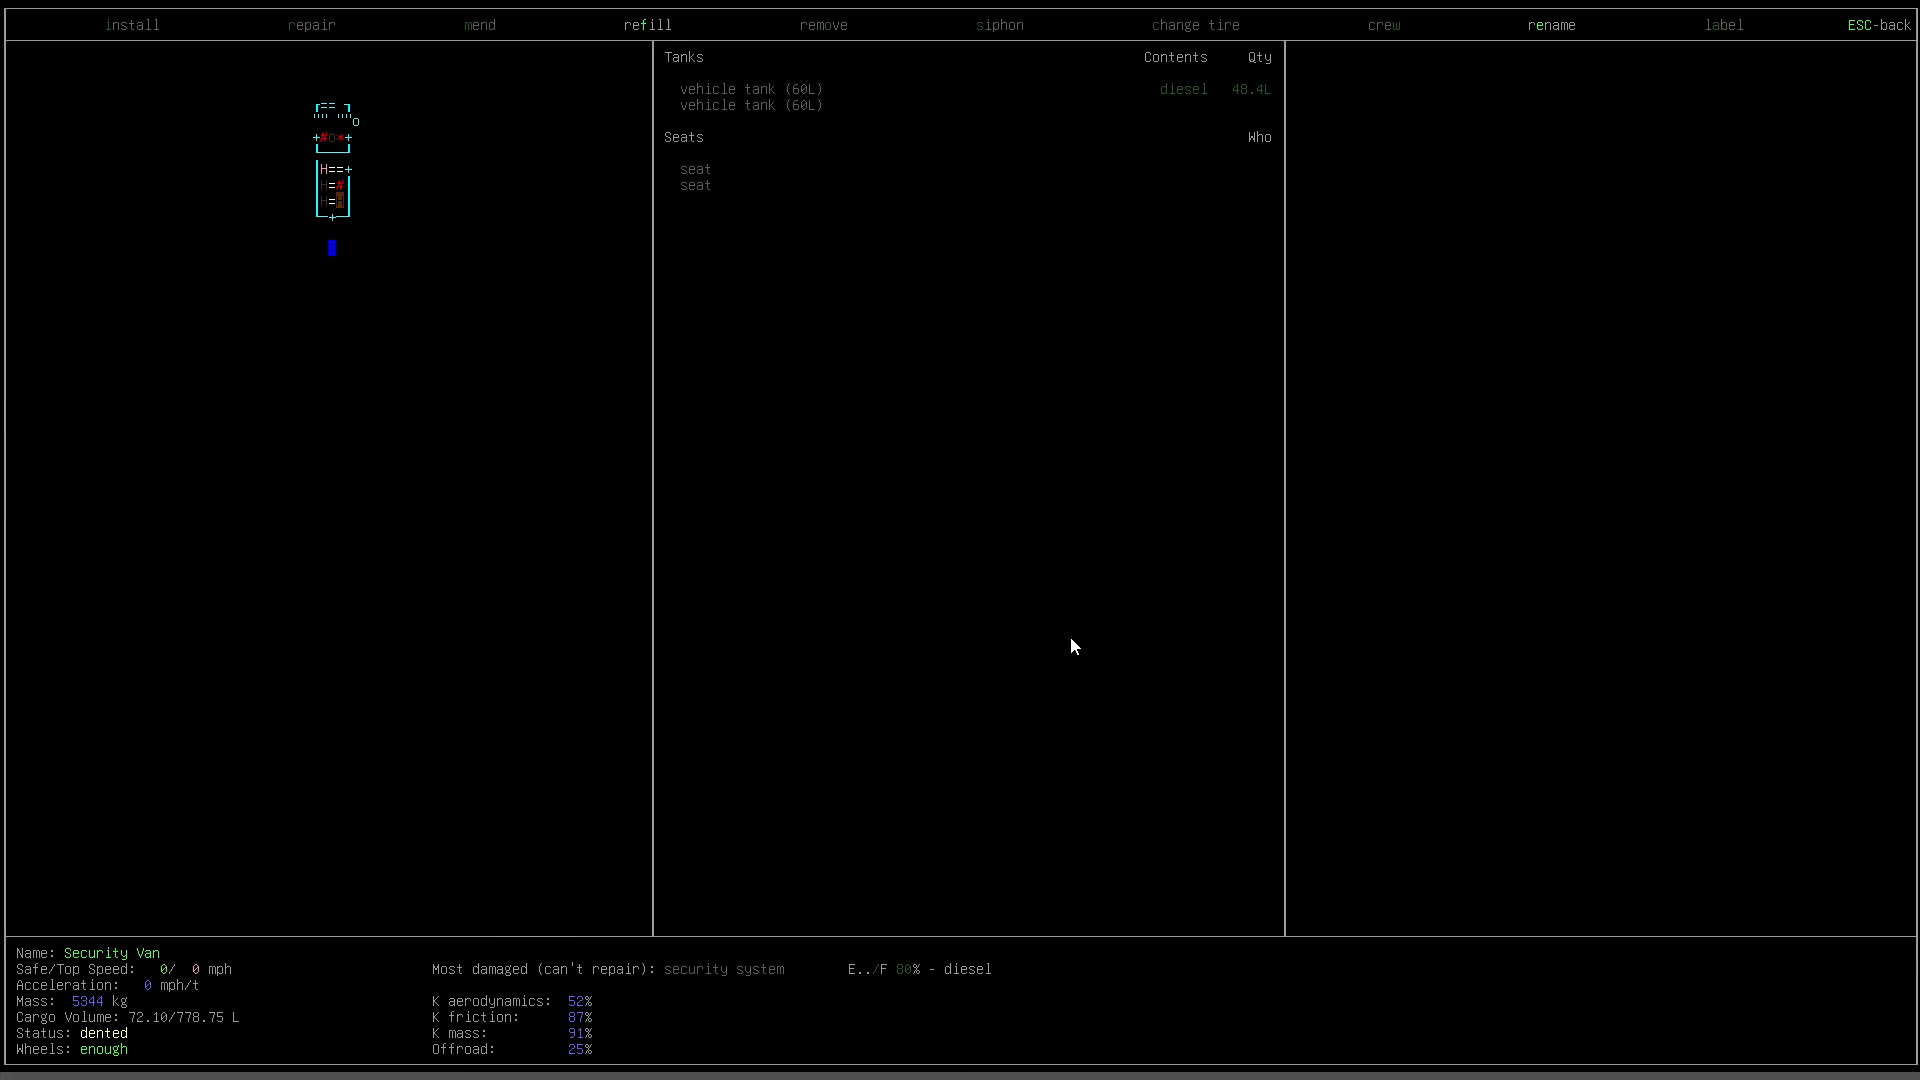 install repair mend refill remove siphon change tire crew rename label ESC-back
Tanks Contents Qty
vehicle tank (60L) diesel 48.4L
vehicle tank (60L)
Seats Who
seat
seat
Name: Security Van
Safe/Top Speed: 0/ 0 mph
Acceleration: 0 mph/t
Mass: 5344 kg
Cargo Volume: 72.10/778.75 L
Status: dented
Wheels: enough
Most damaged (can't repair): security system
K aerodynamics: 52%
K friction: 87%
K mass: 91%
Offroad: 25%
E../F 80% - diesel